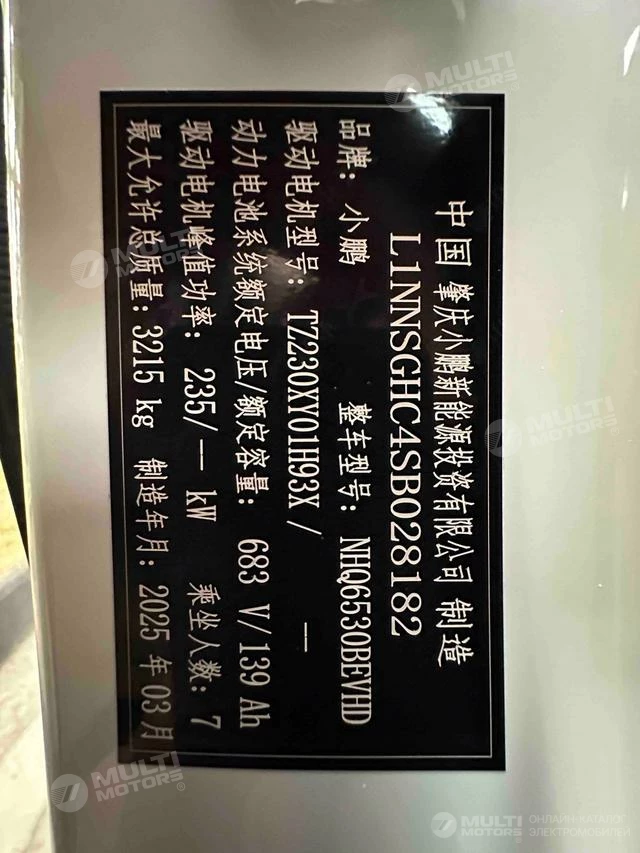 中国 肇庆小鹏新能源投资有限公司 制造
L1NNSGHC4SB028182
品牌: 小鹏 整车型号: NHQ6530BEVHD
驱动电机型号: TZ230XY01H93X / —
动力电池系统额定电压/额定容量: 683 V/139 Ah
驱动电机峰值功率: 235/— kW 乘坐人数: 7
最大允许总质量: 3215 kg 制造年月: 2025 年 03 月
MULTI MOTORS
MULTI MOTORS
MULTI MOTORS
MULTI MOTORS®
MULTI MOTORS ОНЛАЙН-КАТАЛОГ ЭЛЕКТРОМОБИЛЕЙ